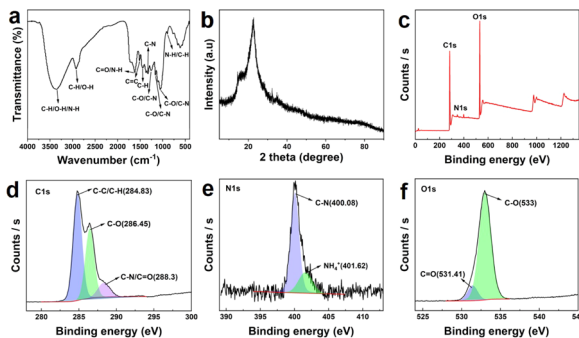 a
Transmittance (%)
C-H/O-H/N-H
C-H/O-H
C=O/N-H
C=C
C-H
C-N
C-O/C-N
C-O/C-N
C-O/C-N
N-H/C-H
4000 3500 3000 2500 2000 1500 1000 500
Wavenumber (cm-1)
b
Intensity (a.u)
0 20 40 60 80
2 theta (degree)
c
Counts / s
C1s
N1s
O1s
0 200 400 600 800 1000 1200
Binding energy (eV)
d
C1s
Counts / s
C-C/C-H(284.83)
C-O(286.45)
C-N/C=O(288.3)
280 285 290 295 300
Binding energy (eV)
e
N1s
Counts / s
C-N(400.08)
NH4+(401.62)
390 395 400 405 410
Binding energy (eV)
f
O1s
Counts / s
C-O(533)
C=O(531.41)
525 530 535 540 54
Binding energy (eV)